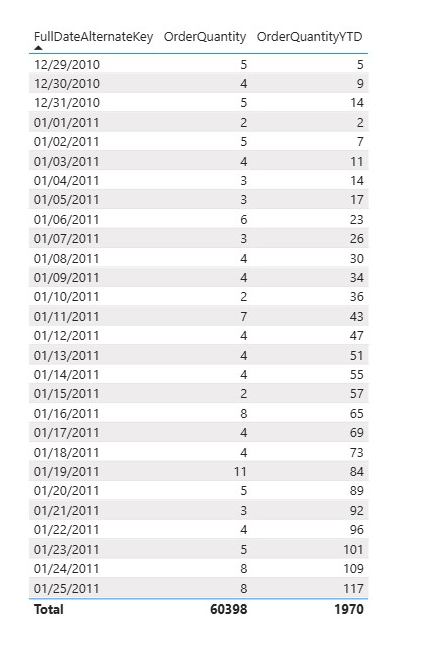 FullDateAlternateKey OrderQuantity OrderQuantityYTD
12/29/2010 5 5
12/30/2010 4 9
12/31/2010 5 14
01/01/2011 2 2
01/02/2011 5 7
01/03/2011 4 11
01/04/2011 3 14
01/05/2011 3 17
01/06/2011 6 23
01/07/2011 3 26
01/08/2011 4 30
01/09/2011 4 34
01/10/2011 2 36
01/11/2011 7 43
01/12/2011 4 47
01/13/2011 4 51
01/14/2011 4 55
01/15/2011 2 57
01/16/2011 8 65
01/17/2011 4 69
01/18/2011 4 73
01/19/2011 11 84
01/20/2011 5 89
01/21/2011 3 92
01/22/2011 4 96
01/23/2011 5 101
01/24/2011 8 109
01/25/2011 8 117
Total 60398 1970